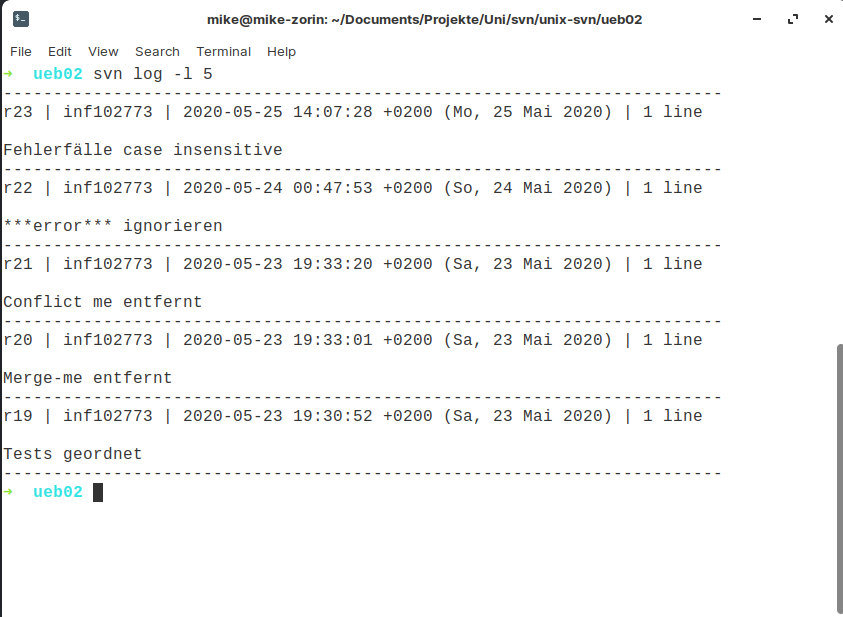 mike@mike-zorin: ~/Documents/Projekte/Uni/svn/unix-svn/ueb02
File Edit View Search Terminal Help
➜ ueb02 svn log -l 5
------------------------------------------------------------------------
r23 | inf102773 | 2020-05-25 14:07:28 +0200 (Mo, 25 Mai 2020) | 1 line
Fehlerfälle case insensitive
------------------------------------------------------------------------
r22 | inf102773 | 2020-05-24 00:47:53 +0200 (So, 24 Mai 2020) | 1 line
***error*** ignorieren
------------------------------------------------------------------------
r21 | inf102773 | 2020-05-23 19:33:20 +0200 (Sa, 23 Mai 2020) | 1 line
Conflict me entfernt
------------------------------------------------------------------------
r20 | inf102773 | 2020-05-23 19:33:01 +0200 (Sa, 23 Mai 2020) | 1 line
Merge-me entfernt
------------------------------------------------------------------------
r19 | inf102773 | 2020-05-23 19:30:52 +0200 (Sa, 23 Mai 2020) | 1 line
Tests geordnet
------------------------------------------------------------------------
➜ ueb02